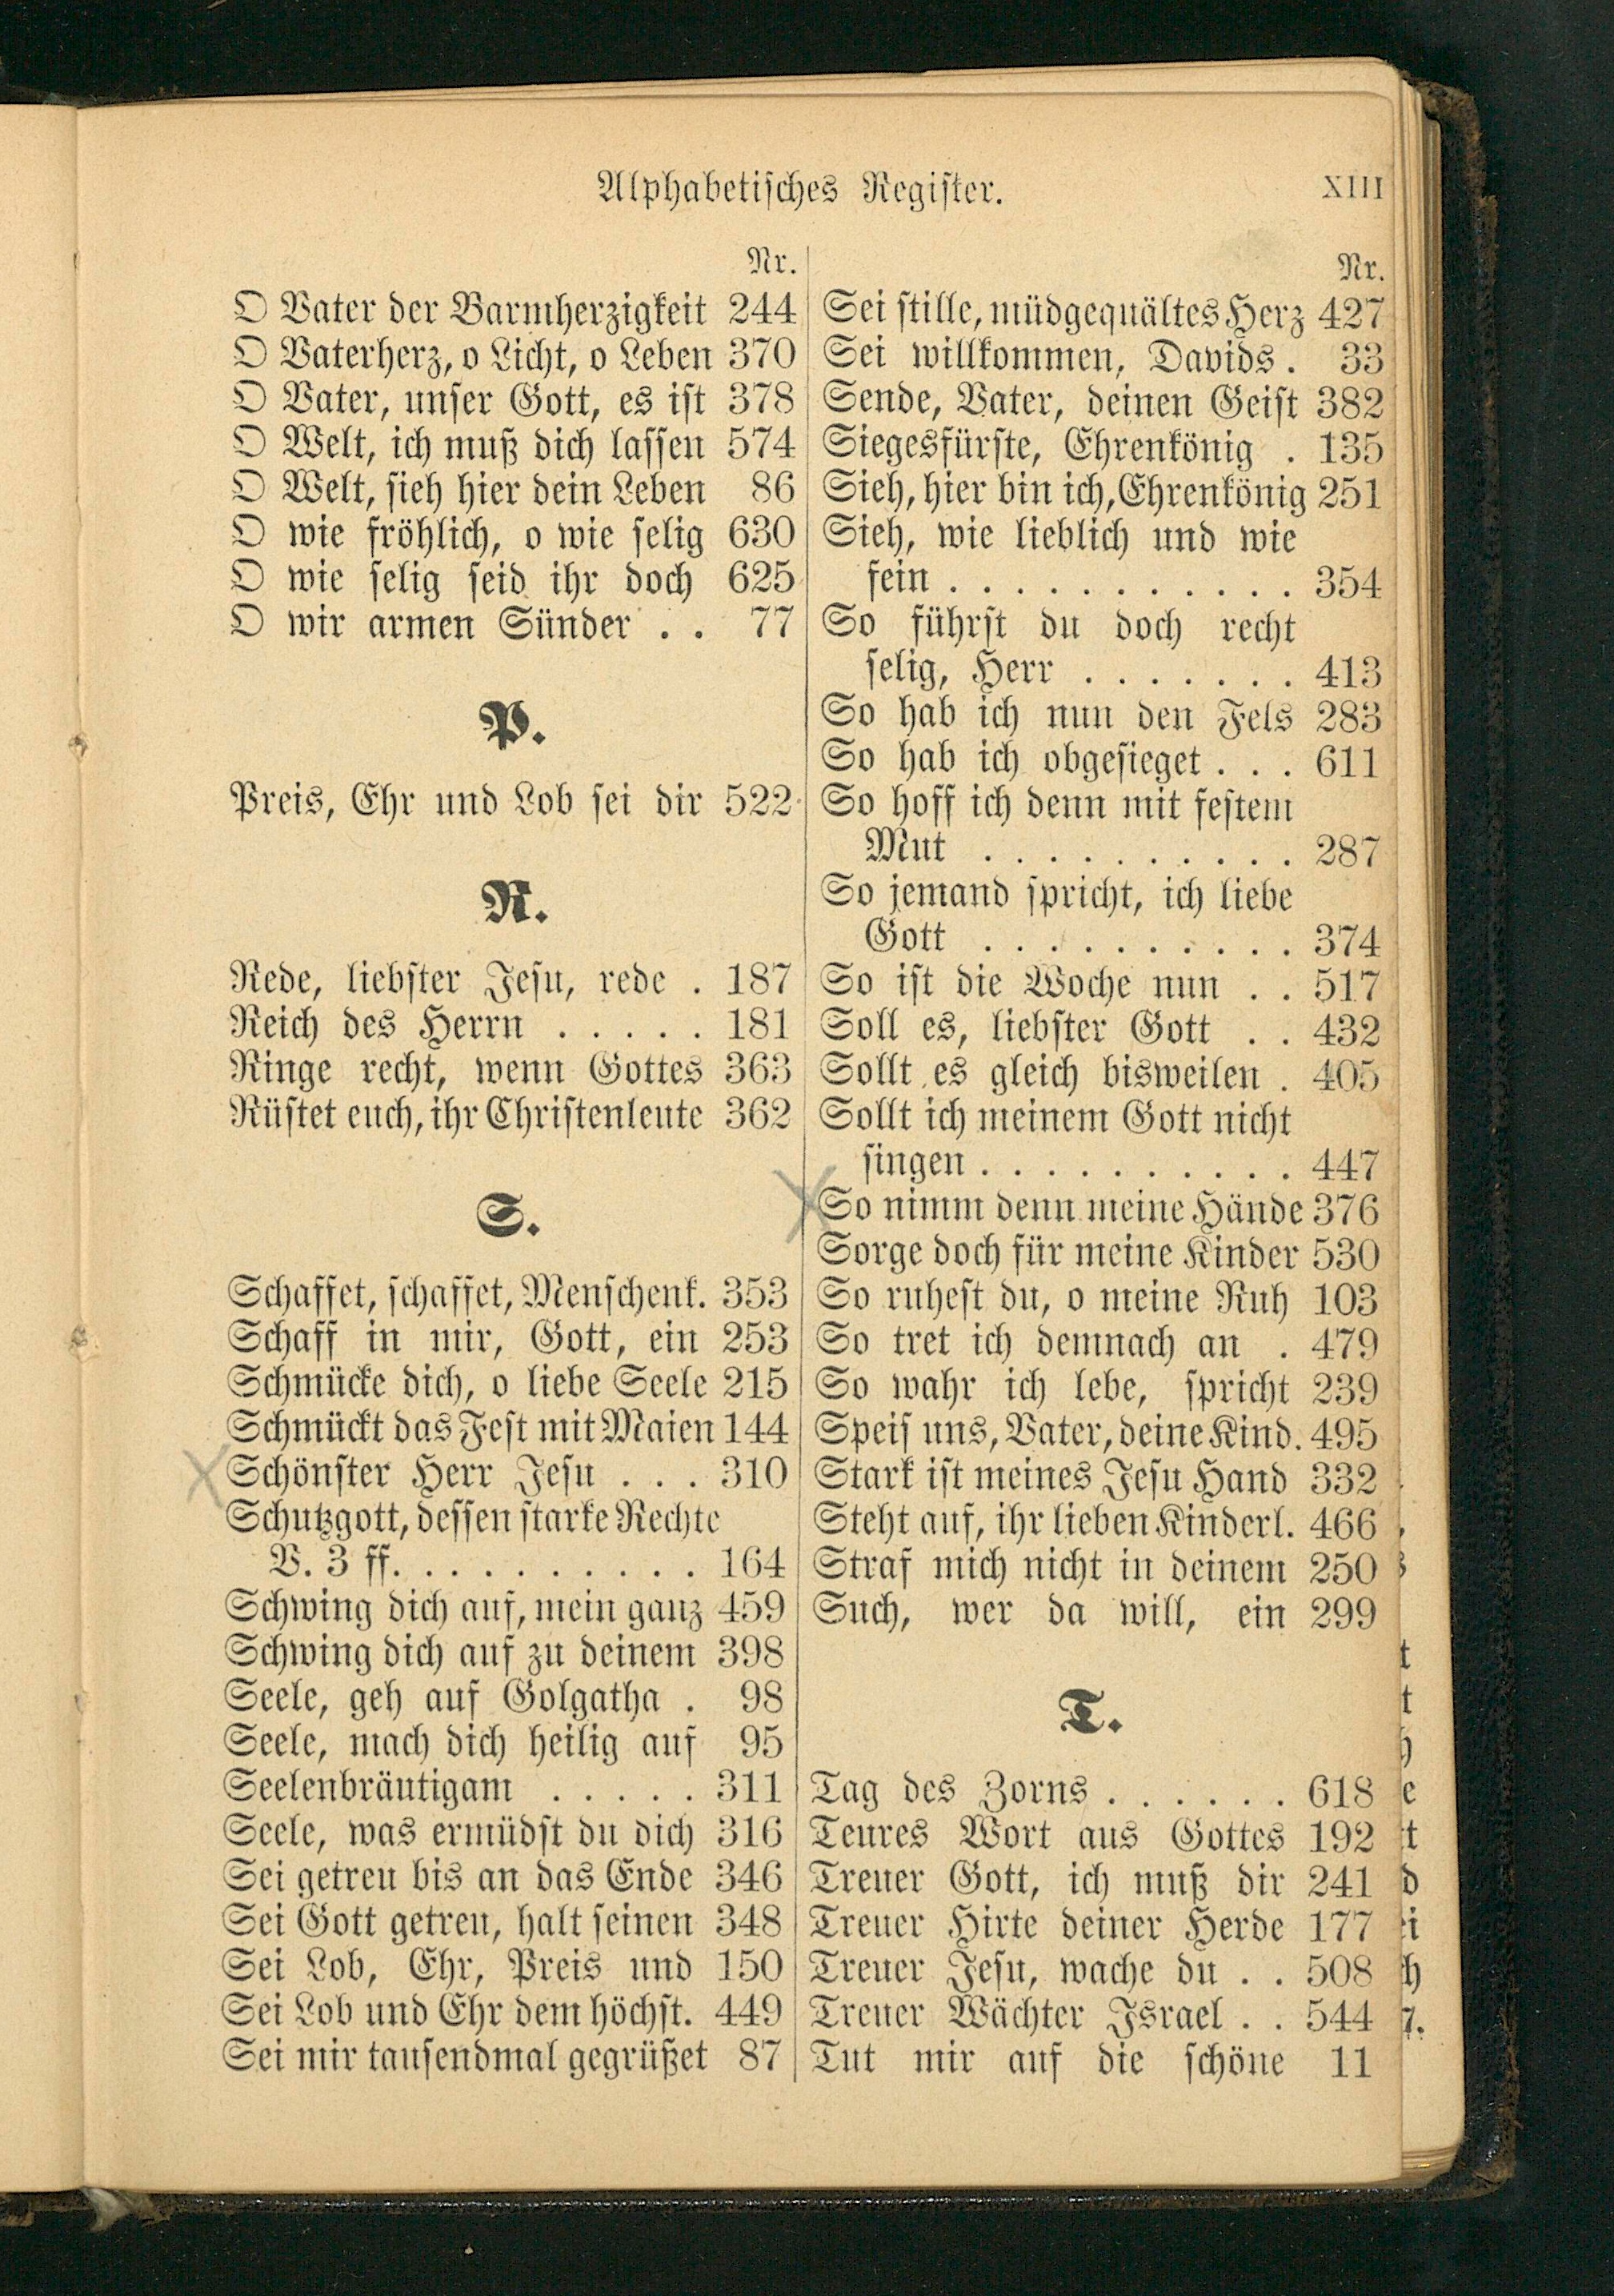 Alphabetisches Register. XIII
Nr.
O Vater der Barmherzigkeit 244
O Vaterherz, o Licht, o Leben 370
O Vater, unser Gott, es ist 378
O Welt, ich muß dich lassen 574
O Welt, sieh hier dein Leben 86
O wie fröhlich, o wie selig 630
O wie selig seid ihr doch 625
O wir armen Sünder . . 77
P.
Preis, Ehr und Lob sei dir 522
R.
Rede, liebster Jesu, rede . 187
Reich des Herrn . . . . . 181
Ringe recht, wenn Gottes 363
Rüstet euch, ihr Christenleute 362
S.
Schaffet, schaffet, Menschenk. 353
Schaff in mir, Gott, ein 253
Schmücke dich, o liebe Seele 215
Schmückt das Fest mit Maien 144
X Schönster Herr Jesu . . . 310
Schutzgott, dessen starke Rechte
V. 3 ff. . . . . . . . . . 164
Schwing dich auf, mein ganz 459
Schwing dich auf zu deinem 398
Seele, geh auf Golgatha . 98
Seele, mach dich heilig auf 95
Seelenbräutigam . . . . . 311
Seele, was ermüdst du dich 316
Sei getreu bis an das Ende 346
Sei Gott getreu, halt seinen 348
Sei Lob, Ehr, Preis und 150
Sei Lob und Ehr dem höchst. 449
Sei mir tausendmal gegrüßet 87
Nr.
Sei stille, müdgequältes Herz 427
Sei willkommen, Davids . 33
Sende, Vater, deinen Geist 382
Siegesfürste, Ehrenkönig . 135
Sieh, hier bin ich, Ehrenkönig 251
Sieh, wie lieblich und wie
fein . . . . . . . . . . . 354
So führst du doch recht
selig, Herr . . . . . . . 413
So hab ich nun den Fels 283
So hab ich obgesieget . . . 611
So hoff ich denn mit festem
Mut . . . . . . . . . . 287
So jemand spricht, ich liebe
Gott . . . . . . . . . . 374
So ist die Woche nun . . 517
Soll es, liebster Gott . . 432
Sollt es gleich bisweilen . 405
Sollt ich meinem Gott nicht
singen . . . . . . . . . . 447
X So nimm denn meine Hände 376
Sorge doch für meine Kinder 530
So ruhest du, o meine Ruh 103
So tret ich demnach an . 479
So wahr ich lebe, spricht 239
Speis uns, Vater, deine Kind. 495
Stark ist meines Jesu Hand 332
Steht auf, ihr lieben Kinderl. 466
Straf mich nicht in deinem 250
Such, wer da will, ein 299
T.
Tag des Zorns . . . . . . 618
Teures Wort aus Gottes 192
Treuer Gott, ich muß dir 241
Treuer Hirte deiner Herde 177
Treuer Jesu, wache du . . 508
Treuer Wächter Israel . . 544
Tut mir auf die schöne 11